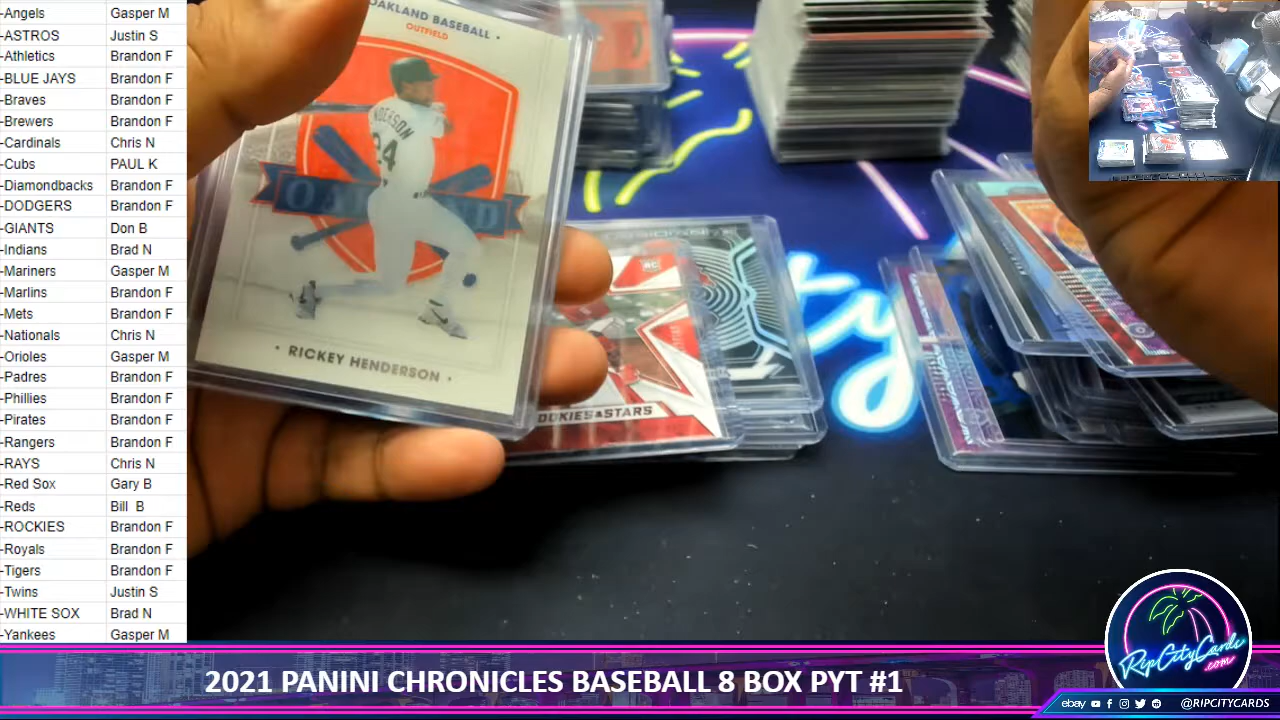 -Angels Gasper M
-ASTROS Justin S
-Athletics Brandon F
-BLUE JAYS Brandon F
-Braves Brandon F
-Brewers Brandon F
-Cardinals Chris N
-Cubs PAUL K
-Diamondbacks Brandon F
-DODGERS Brandon F
-GIANTS Don B
-Indians Brad N
-Mariners Gasper M
-Marlins Brandon F
-Mets Brandon F
-Nationals Chris N
-Orioles Gasper M
-Padres Brandon F
-Phillies Brandon F
-Pirates Brandon F
-Rangers Brandon F
-RAYS Chris N
-Red Sox Gary B
-Reds Bill B
-ROCKIES Brandon F
-Royals Brandon F
-Tigers Brandon F
-Twins Justin S
-WHITE SOX Brad N
-Yankees Gasper M
OAKLAND BASEBALL •
OUTFIELD
24
• RICKEY HENDERSON •
RC
& STARS
ty
RipCityCards
.com
2021 PANINI CHRONICLES BASEBALL 8 BOX PYT #1
ebay @RIPCITYCARDS